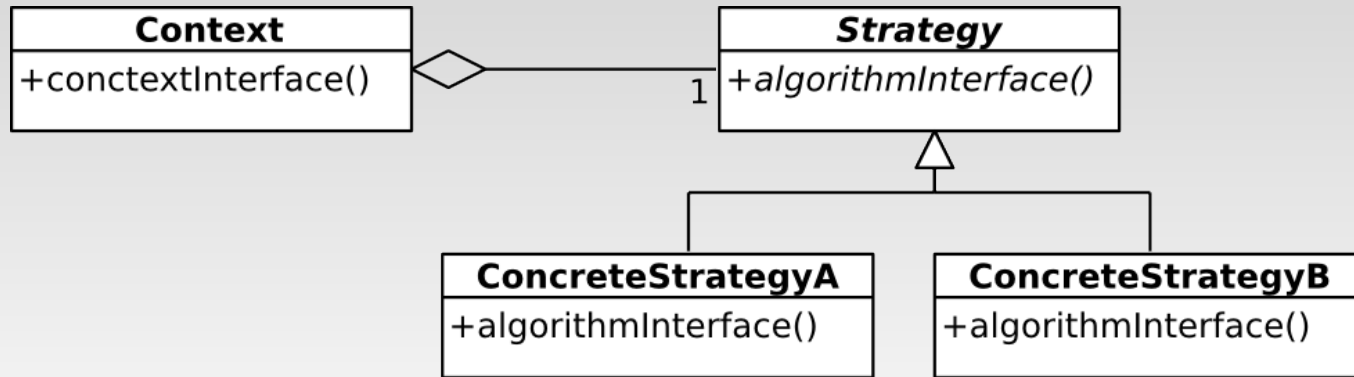 Context
+conctextInterface()
Strategy
+algorithmInterface()
1
ConcreteStrategyA
+algorithmInterface()
ConcreteStrategyB
+algorithmInterface()